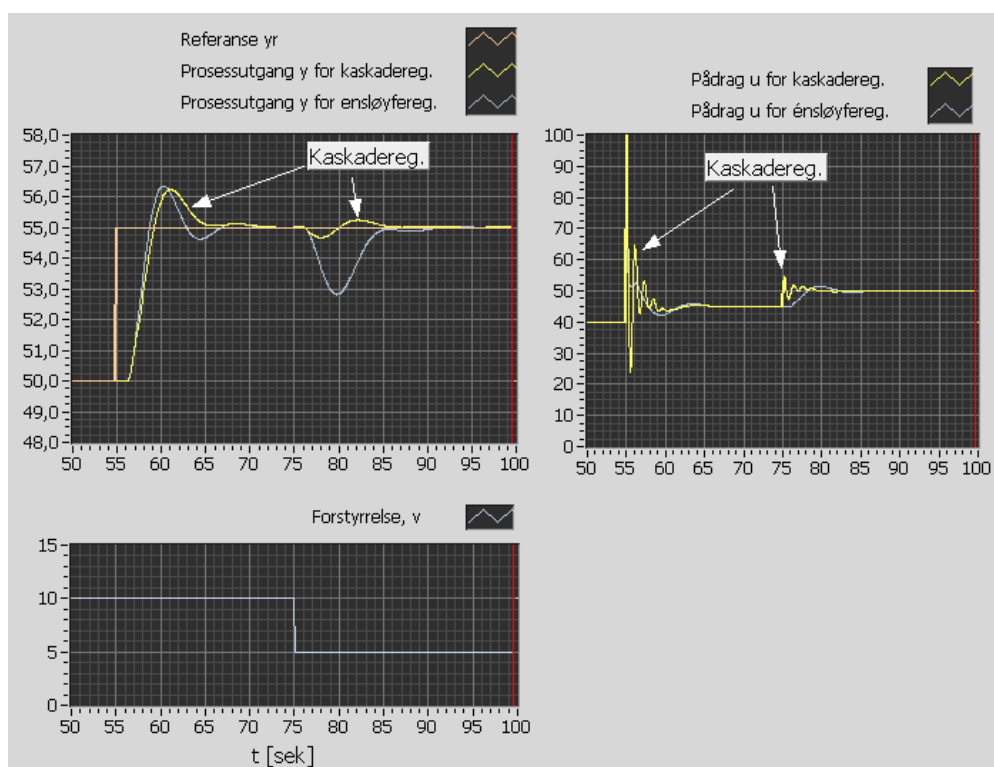 Referanse yr
Prosessutgang y for kaskadereg.
Prosessutgang y for ensløyfereg.
58,0
57,0
56,0
55,0
54,0
53,0
52,0
51,0
50,0
49,0
48,0
Kaskadereg.
50 55 60 65 70 75 80 85 90 95 100
Pådrag u for kaskadereg.
Pådrag u for énsløyfereg.
100
90
80
70
60
50
40
30
20
10
0
Kaskadereg.
50 55 60 65 70 75 80 85 90 95 100
Forstyrrelse, v
15
10
5
0
50 55 60 65 70 75 80 85 90 95 100
t [sek]